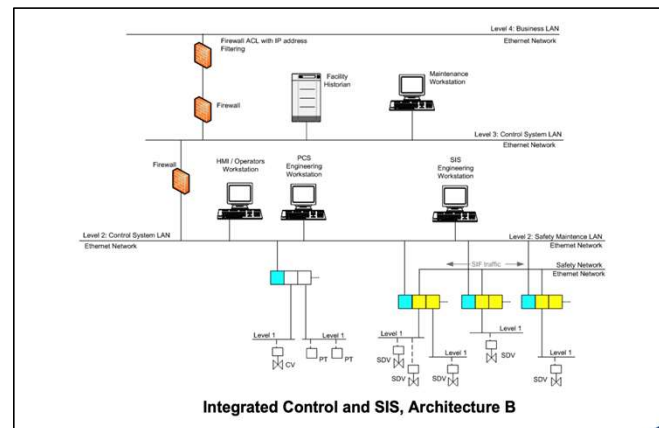 Level 4: Business LAN
Ethernet Network
Firewall ACL with IP address
Filtering
Facility
Historian
Maintenance
Workstation
Firewall
Level 3: Control System LAN
Ethernet Network
Firewall
HMI / Operators
Workstation
PCS
Engineering
Workstation
SIS
Engineering
Workstation
Level 2: Control System LAN
Ethernet Network
Level 2: Safety Maintence LAN
Ethernet Network
SIF traffic
Safety Network
Ethernet Network
Level 1
Level 1
Level 1
Level 1
CV
PT
PT
SDV
SDV
Level 1
SDV
SDV
Level 1
SDV
Integrated Control and SIS, Architecture B